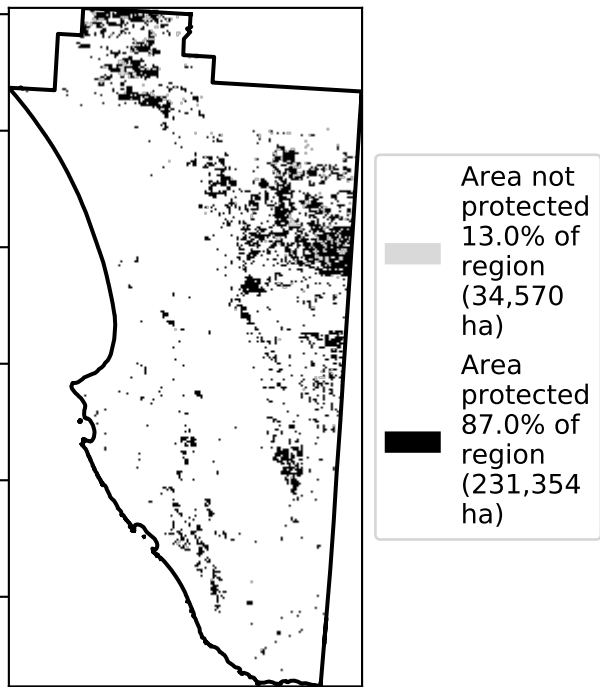 Area not
protected
13.0% of
region
(34,570
ha)
Area
protected
87.0% of
region
(231,354
ha)